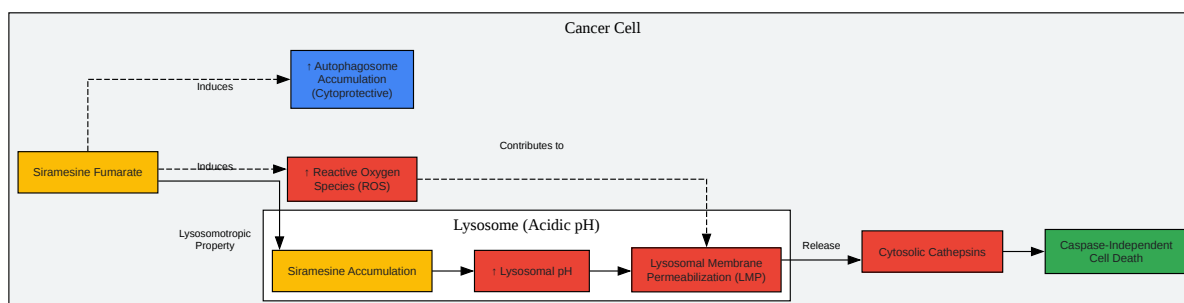 Cancer Cell
↑ Autophagosome
Accumulation
(Cytoprotective)
Induces
Contributes to
Siramesine Fumarate
Induces
↑ Reactive Oxygen
Species (ROS)
Lysosomotropic
Property
Lysosome (Acidic pH)
Siramesine Accumulation
↑ Lysosomal pH
Lysosomal Membrane
Permeabilization (LMP)
Release
Cytosolic Cathepsins
Caspase-Independent
Cell Death